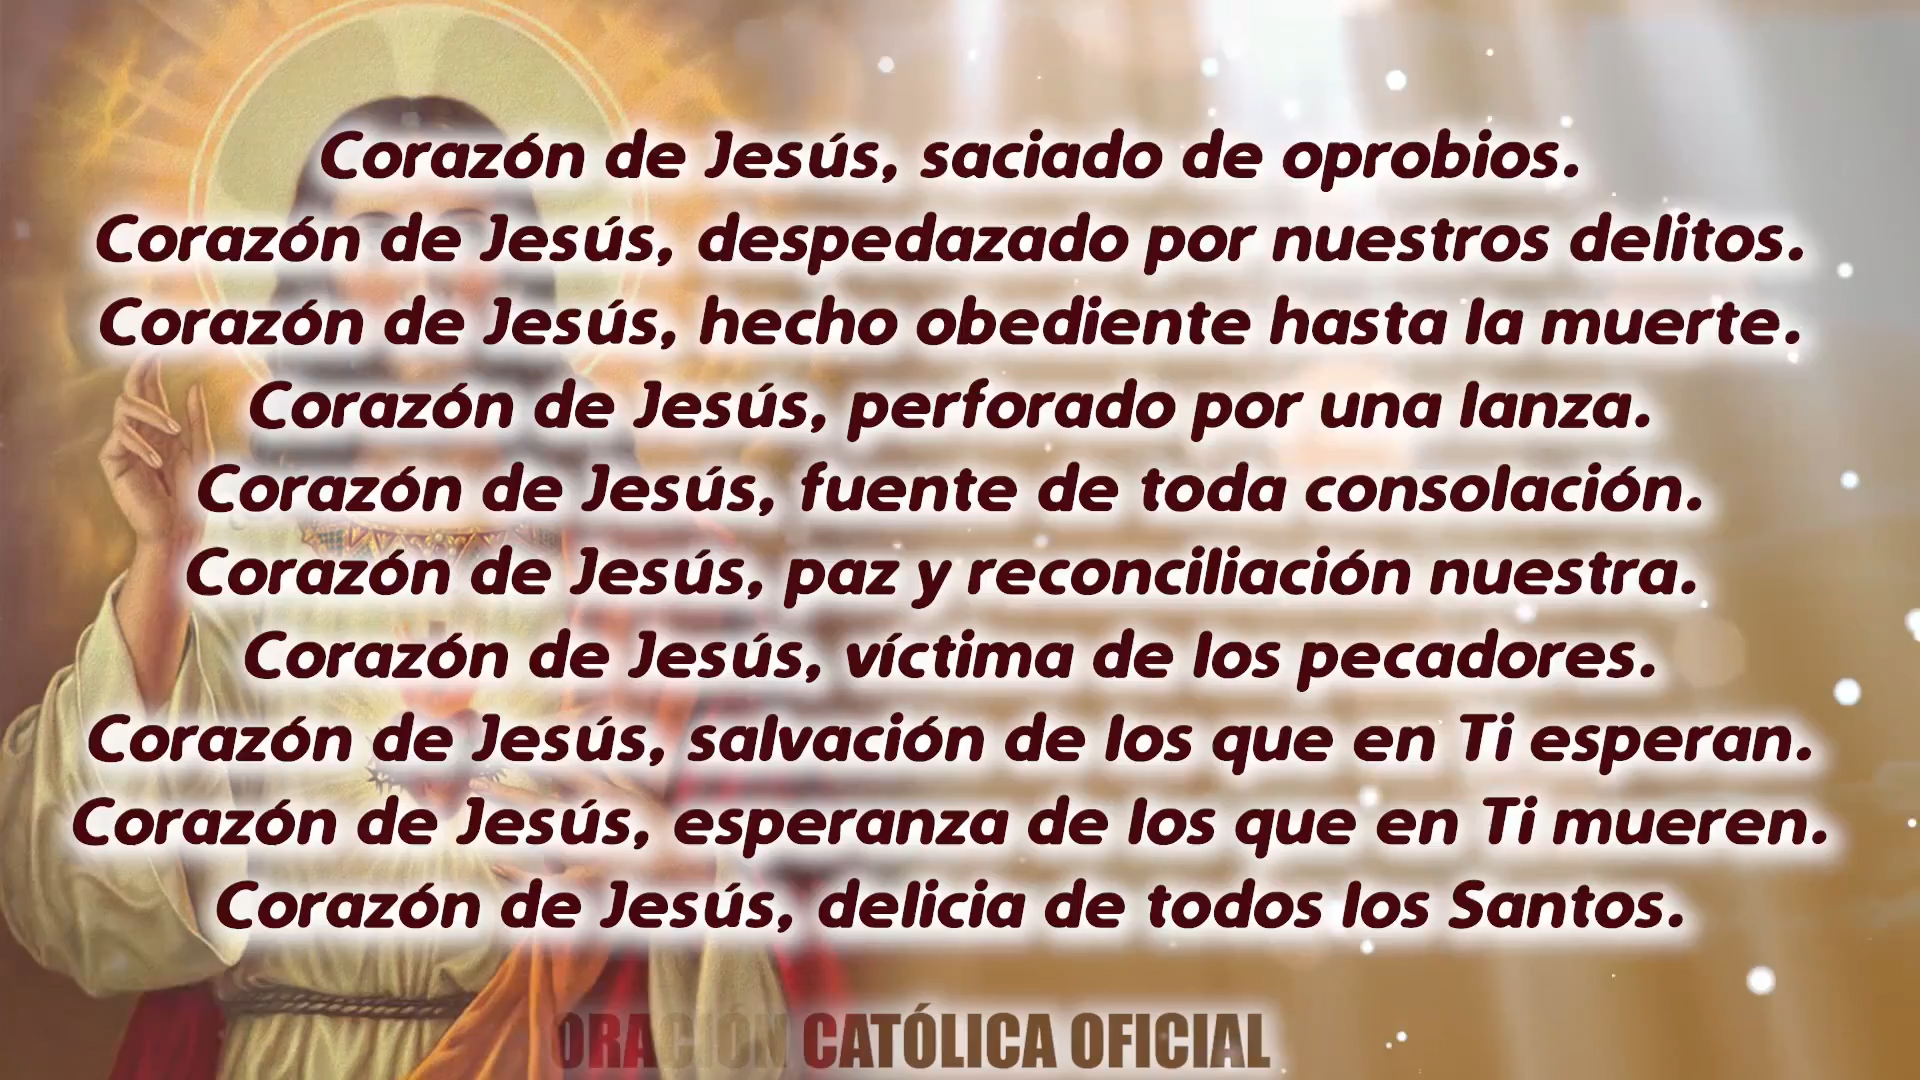 Corazón de Jesús, saciado de oprobios.
Corazón de Jesús, despedazado por nuestros delitos.
Corazón de Jesús, hecho obediente hasta la muerte.
Corazón de Jesús, perforado por una lanza.
Corazón de Jesús, fuente de toda consolación.
Corazón de Jesús, paz y reconciliación nuestra.
Corazón de Jesús, víctima de los pecadores.
Corazón de Jesús, salvación de los que en Ti esperan.
Corazón de Jesús, esperanza de los que en Ti mueren.
Corazón de Jesús, delicia de todos los Santos.
ORACIÓN CATÓLICA OFICIAL